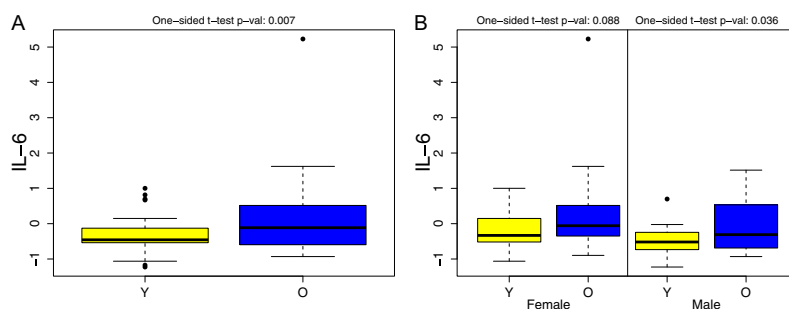 A
One−sided t−test p−val: 0.007
IL−6
5
4
3
2
1
0
−1
Y
O
B
One−sided t−test p−val: 0.088
One−sided t−test p−val: 0.036
IL−6
5
4
3
2
1
0
−1
Y
O
Y
O
Female
Male